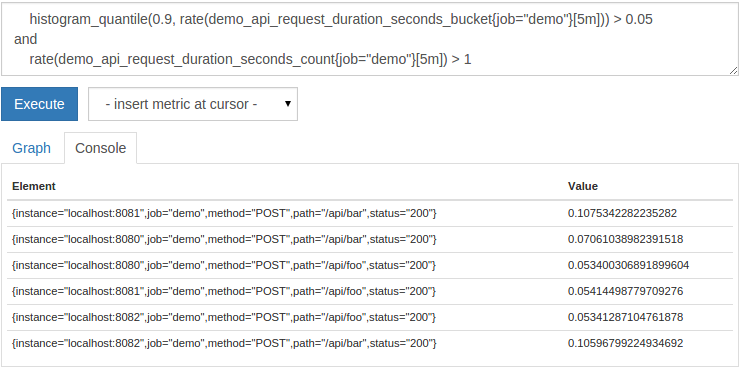 histogram_quantile(0.9, rate(demo_api_request_duration_seconds_bucket{job="demo"}[5m])) > 0.05
and
rate(demo_api_request_duration_seconds_count{job="demo"}[5m]) > 1
Execute
- insert metric at cursor -
Graph
Console
Element Value
{instance="localhost:8081",job="demo",method="POST",path="/api/bar",status="200"} 0.1075342282235282
{instance="localhost:8080",job="demo",method="POST",path="/api/bar",status="200"} 0.07061038982391518
{instance="localhost:8080",job="demo",method="POST",path="/api/foo",status="200"} 0.053400306891899604
{instance="localhost:8081",job="demo",method="POST",path="/api/foo",status="200"} 0.05414498779709276
{instance="localhost:8082",job="demo",method="POST",path="/api/foo",status="200"} 0.05341287104761878
{instance="localhost:8082",job="demo",method="POST",path="/api/bar",status="200"} 0.10596799224934692